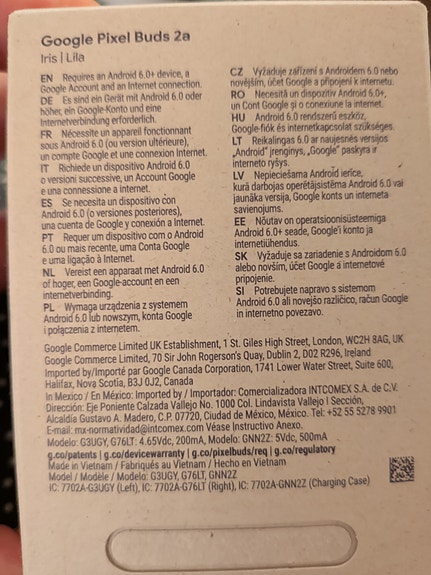 Google Pixel Buds 2a
Iris | Lila
EN Requires an Android 6.0+ device, a
Google Account and an Internet connection.
DE Es sind ein Gerät mit Android 6.0 oder
höher, ein Google-Konto und eine
Internetverbindung erforderlich.
FR Nécessite un appareil fonctionnant
sous Android 6.0 (ou version ultérieure),
un compte Google et une connexion Internet.
IT Richiede un dispositivo Android 6.0
o versioni successive, un Account Google
e una connessione a Internet.
ES Se necesita un dispositivo con
Android 6.0 (o versiones posteriores),
una cuenta de Google y conexión a Internet.
PT Requer um dispositivo com o Android
6.0 ou mais recente, uma Conta Google
e uma ligação à Internet.
NL Vereist een apparaat met Android 6.0
of hoger, een Google-account en een
internetverbinding.
PL Wymaga urządzenia z systemem
Android 6.0 lub nowszym, konta Google
i połączenia z internetem.
CZ Vyžaduje zařízení s Androidem 6.0 nebo
novějším, účet Google a připojení k internetu.
RO Necesită un dispozitiv Android 6.0+,
un Cont Google și o conexiune la internet.
HU Android 6.0 rendszerű eszköz,
Google-fiók és internetkapcsolat szükséges.
LT Reikalingas 6.0 ar naujesnės versijos
„Android" įrenginys, „Google" paskyra ir
interneto ryšys.
LV Nepieciešama Android ierīce,
kurā darbojas operētājsistēma Android 6.0 vai
jaunāka versija, Google konts un interneta
savienojums.
EE Nõutav on operatsioonisüsteemiga
Android 6.0+ seade, Google'i konto ja
internetiühendus.
SK Vyžaduje sa zariadenie s Androidom 6.0
alebo novším, účet Google a internetové
pripojenie.
SI Potrebujete napravo s sistemom
Android 6.0 ali novejšo različico, račun Google
in internetno povezavo.
Google Commerce Limited UK Establishment, 1 St. Giles High Street, London, WC2H 8AG, UK
Google Commerce Limited, 70 Sir John Rogerson's Quay, Dublin 2, D02 R296, Ireland
Imported by/Importé par Google Canada Corporation, 1741 Lower Water Street, Suite 600,
Halifax, Nova Scotia, B3J 0J2, Canada
In Mexico / En México: Imported by / Importador: Comercializadora INTCOMEX S.A. de C.V.
Dirección: Eje Poniente Calzada Vallejo No. 1000 Col. Lindavista Vallejo I Sección,
Alcaldía Gustavo A. Madero, C.P. 07720, Ciudad de México, México. Tel: +52 55 5278 9901
E-mail: mx-normatividad@intcomex.com Véase Instructivo Anexo.
Modelo: G3UGY, G76LT: 4.65Vdc, 200mA, Modelo: GNN2Z: 5Vdc, 500mA
g.co/patents | g.co/devicewarranty | g.co/pixelbuds/req | g.co/regulatory
Made in Vietnam / Fabriqués au Vietnam / Hecho en Vietnam
Model / Modèle / Modelo: G3UGY, G76LT, GNN2Z
IC: 7702A-G3UGY (Left), IC: 7702A-G76LT (Right), IC: 7702A-GNN2Z (Charging Case)